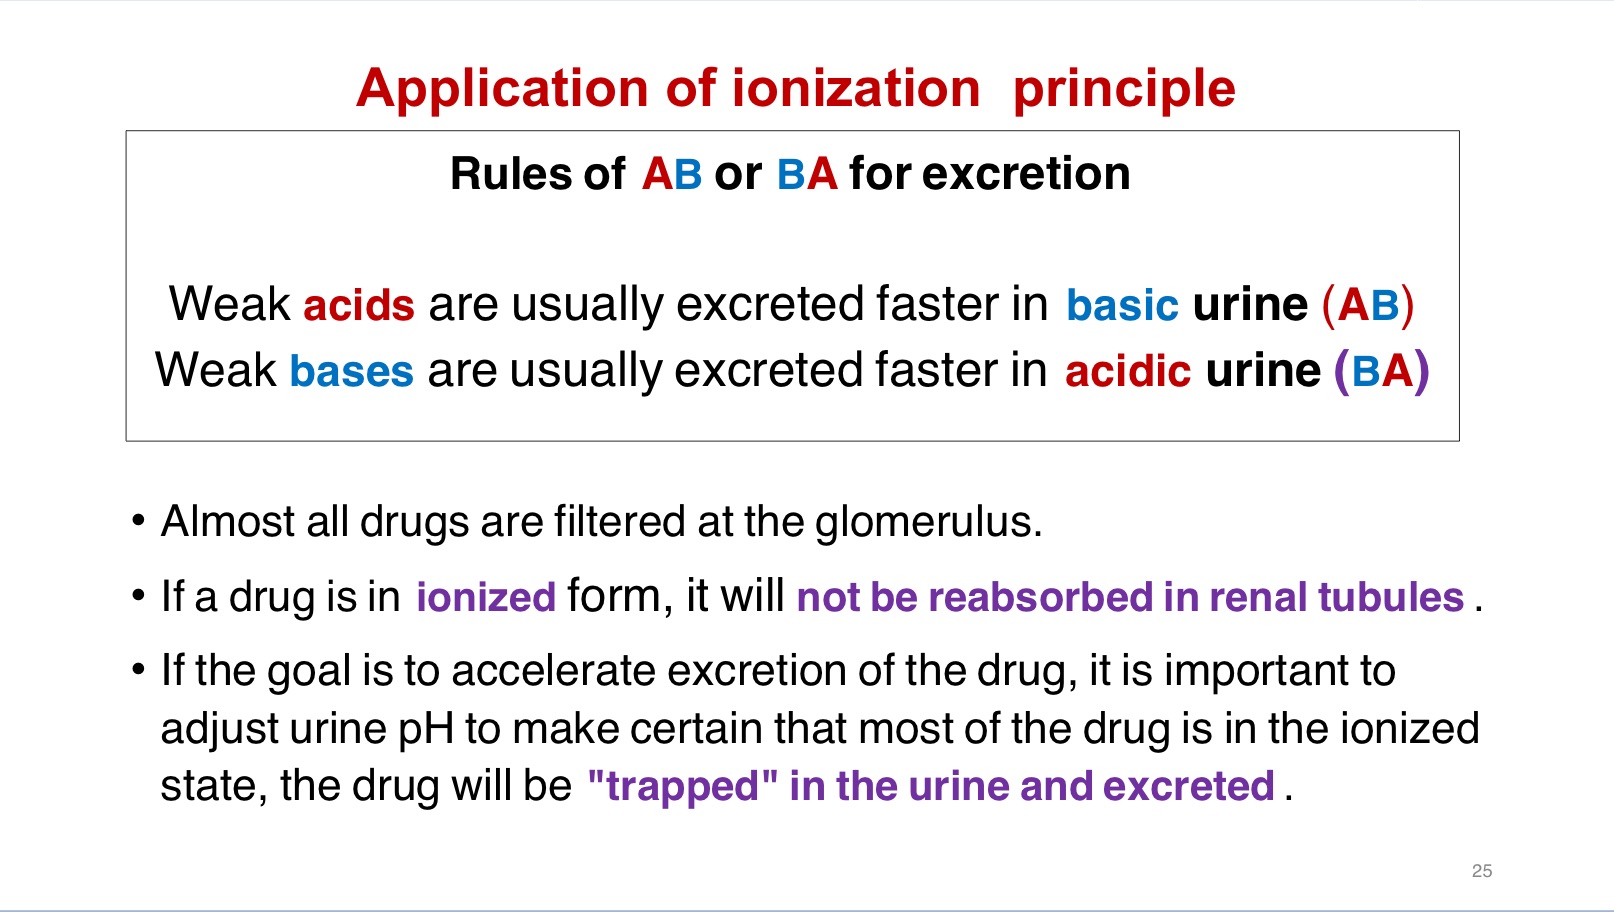 Application of ionization principle
Rules of AB or BA for excretion
Weak acids are usually excreted faster in basic urine (AB)
Weak bases are usually excreted faster in acidic urine (BA)
• Almost all drugs are filtered at the glomerulus.
• If a drug is in ionized form, it will not be reabsorbed in renal tubules .
• If the goal is to accelerate excretion of the drug, it is important to
adjust urine pH to make certain that most of the drug is in the ionized
state, the drug will be "trapped" in the urine and excreted .
25